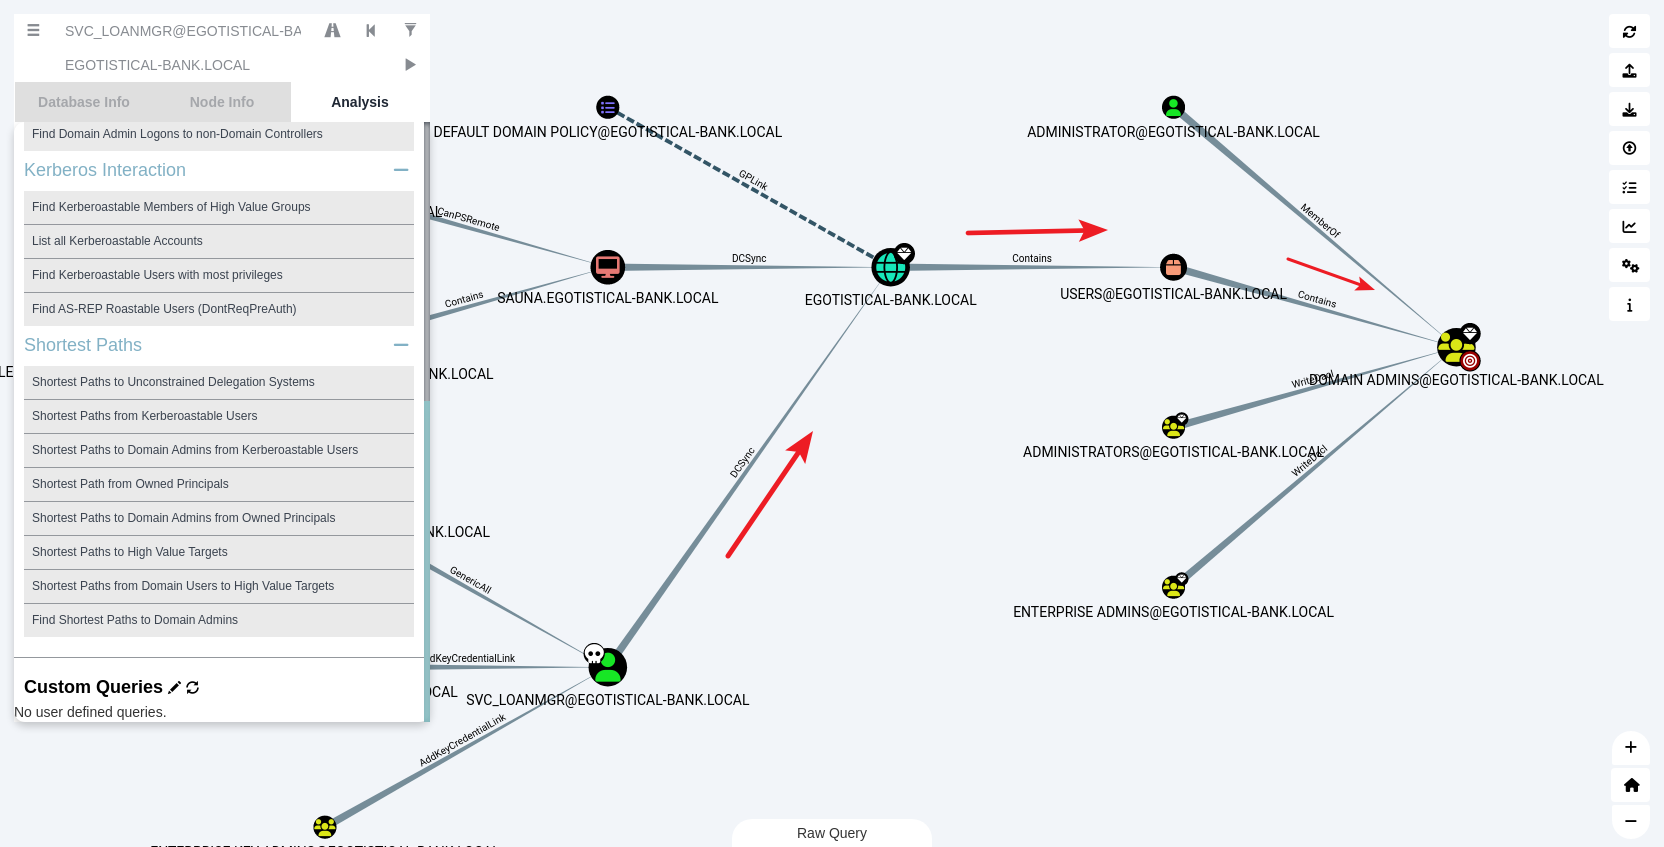 SVC_LOANMGR@EGOTISTICAL-BA
EGOTISTICAL-BANK.LOCAL
Database Info
Node Info
Analysis
Find Domain Admin Logons to non-Domain Controllers
Kerberos Interaction
Find Kerberoastable Members of High Value Groups
List all Kerberoastable Accounts
Find Kerberoastable Users with most privileges
Find AS-REP Roastable Users (DontReqPreAuth)
Shortest Paths
Shortest Paths to Unconstrained Delegation Systems
Shortest Paths from Kerberoastable Users
Shortest Paths to Domain Admins from Kerberoastable Users
Shortest Path from Owned Principals
Shortest Paths to Domain Admins from Owned Principals
Shortest Paths to High Value Targets
Shortest Paths from Domain Users to High Value Targets
Find Shortest Paths to Domain Admins
Custom Queries
No user defined queries.
DEFAULT DOMAIN POLICY@EGOTISTICAL-BANK.LOCAL
ADMINISTRATOR@EGOTISTICAL-BANK.LOCAL
GPLink
MemberOf
CanPSRemote
DCSync
Contains
SAUNA.EGOTISTICAL-BANK.LOCAL
EGOTISTICAL-BANK.LOCAL
USERS@EGOTISTICAL-BANK.LOCAL
Contains
Contains
LE
NK.LOCAL
WriteDacl
DOMAIN ADMINS@EGOTISTICAL-BANK.LOCAL
ADMINISTRATORS@EGOTISTICAL-BANK.LOCAL
DCSync
WriteDacl
NK.LOCAL
GenericAll
ENTERPRISE ADMINS@EGOTISTICAL-BANK.LOCAL
dKeyCredentialLink
OCAL
SVC_LOANMGR@EGOTISTICAL-BANK.LOCAL
AddKeyCredentialLink
Raw Query